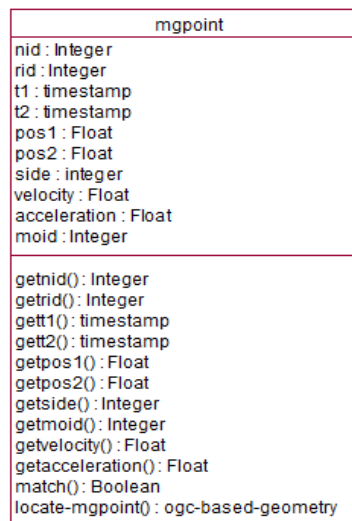 mgpoint
nid : Integer
rid : Integer
t1 : timestamp
t2 : timestamp
pos1 : Float
pos2 : Float
side : integer
velocity : Float
acceleration : Float
moid : Integer
getnid() : Integer
getrid() : Integer
gett1() : timestamp
gett2() : timestamp
getpos1() : Float
getpos2() : Float
getside() : Integer
getmoid() : Integer
getvelocity() : Float
getacceleration() : Float
match() : Boolean
locate-mgpoint() : ogc-based-geometry